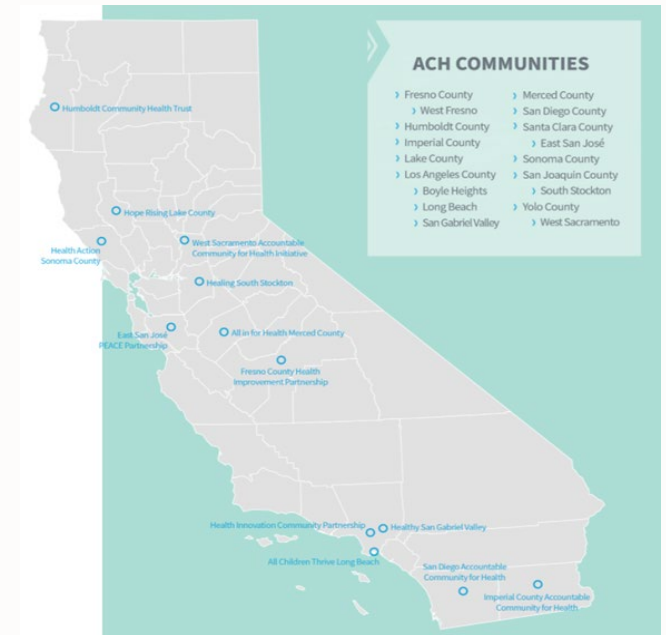 ACH COMMUNITIES
Fresno County
West Fresno
Humboldt County
Imperial County
Lake County
Los Angeles County
Boyle Heights
Long Beach
San Gabriel Valley
Merced County
San Diego County
Santa Clara County
East San José
Sonoma County
San Joaquin County
South Stockton
Yolo County
West Sacramento
Humboldt Community Health Trust
Hope Rising Lake County
Health Action
Sonoma County
West Sacramento Accountable
Community for Health Initiative
Healing South Stockton
East San José
PEACE Partnership
All in for Health Merced County
Fresno County Health
Improvement Partnership
Health Innovation Community Partnership
Healthy San Gabriel Valley
All Children Thrive Long Beach
San Diego Accountable
Community for Health
Imperial County Accountable
Community for Health